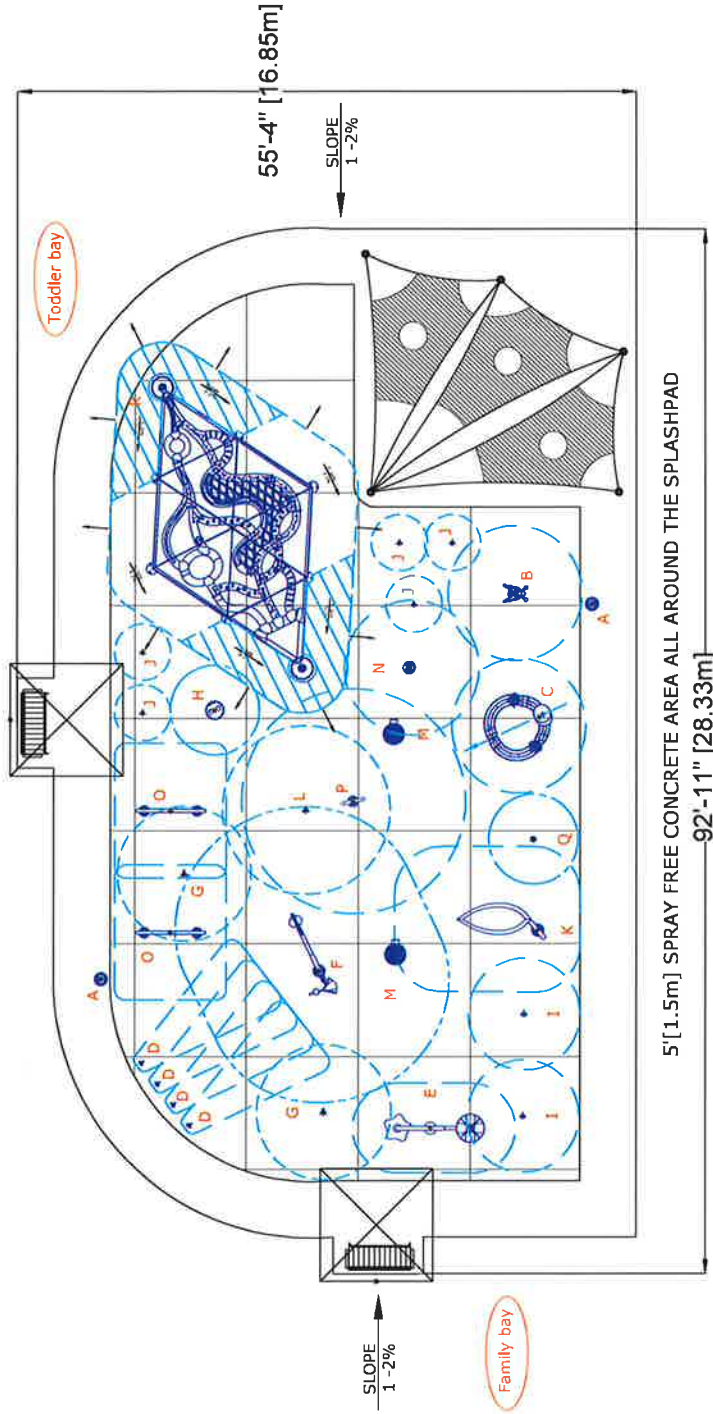 55'-4" [16.85m]
SLOPE
1 -2%
Toddler bay
R
J
J
H
O
G
O
A
D
D
D
D
J
J
J
N
B
A
M
L
P
C
Q
F
M
K
G
E
I
I
SLOPE
1 -2%
Family bay
5'[1.5m] SPRAY FREE CONCRETE AREA ALL AROUND THE SPLASHPAD
92'-11" [28.33m]